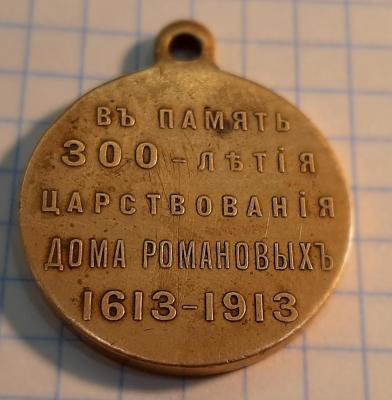 ВЪ ПАМЯТЬ
300-ЛѢТІЯ
ЦАРСТВОВАНІЯ
ДОМА РОМАНОВЫХЪ
1613-1913